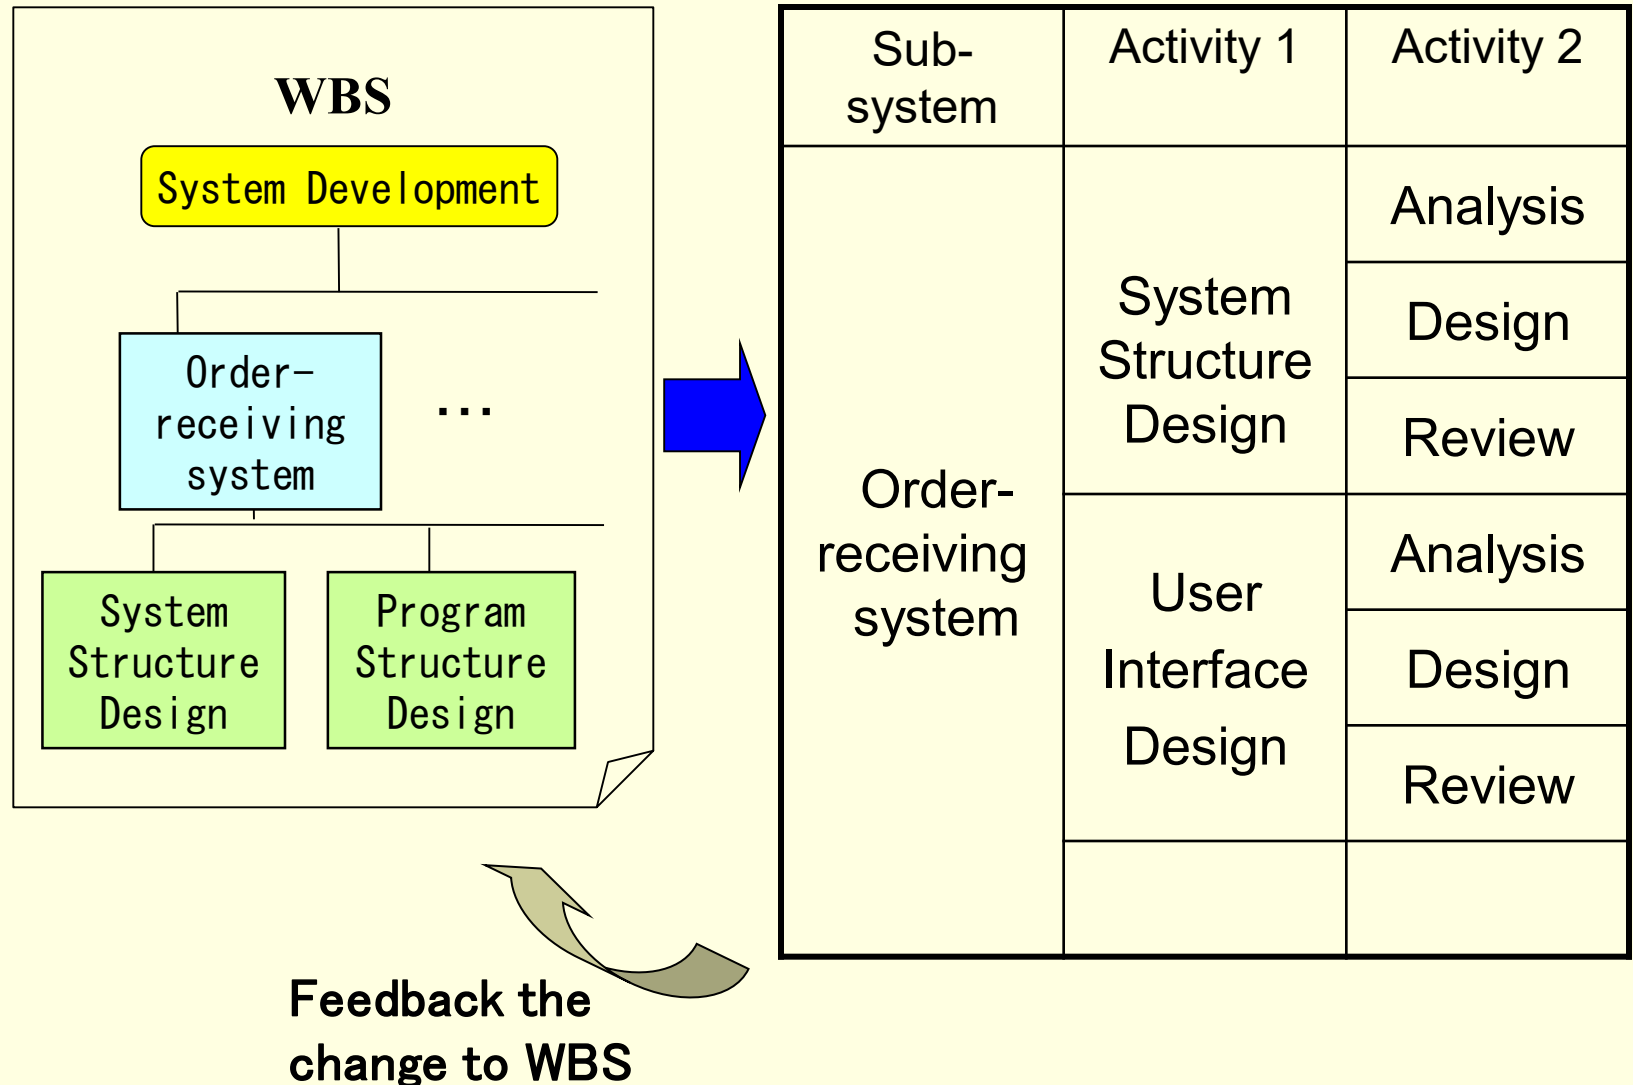 WBS
System Development
Order-
receiving
system
...
System
Structure
Design
Program
Structure
Design
Sub-
system
Activity 1
Activity 2
Order-
receiving
system
System
Structure
Design
Analysis
Design
Review
User
Interface
Design
Analysis
Design
Review
Feedback the
change to WBS